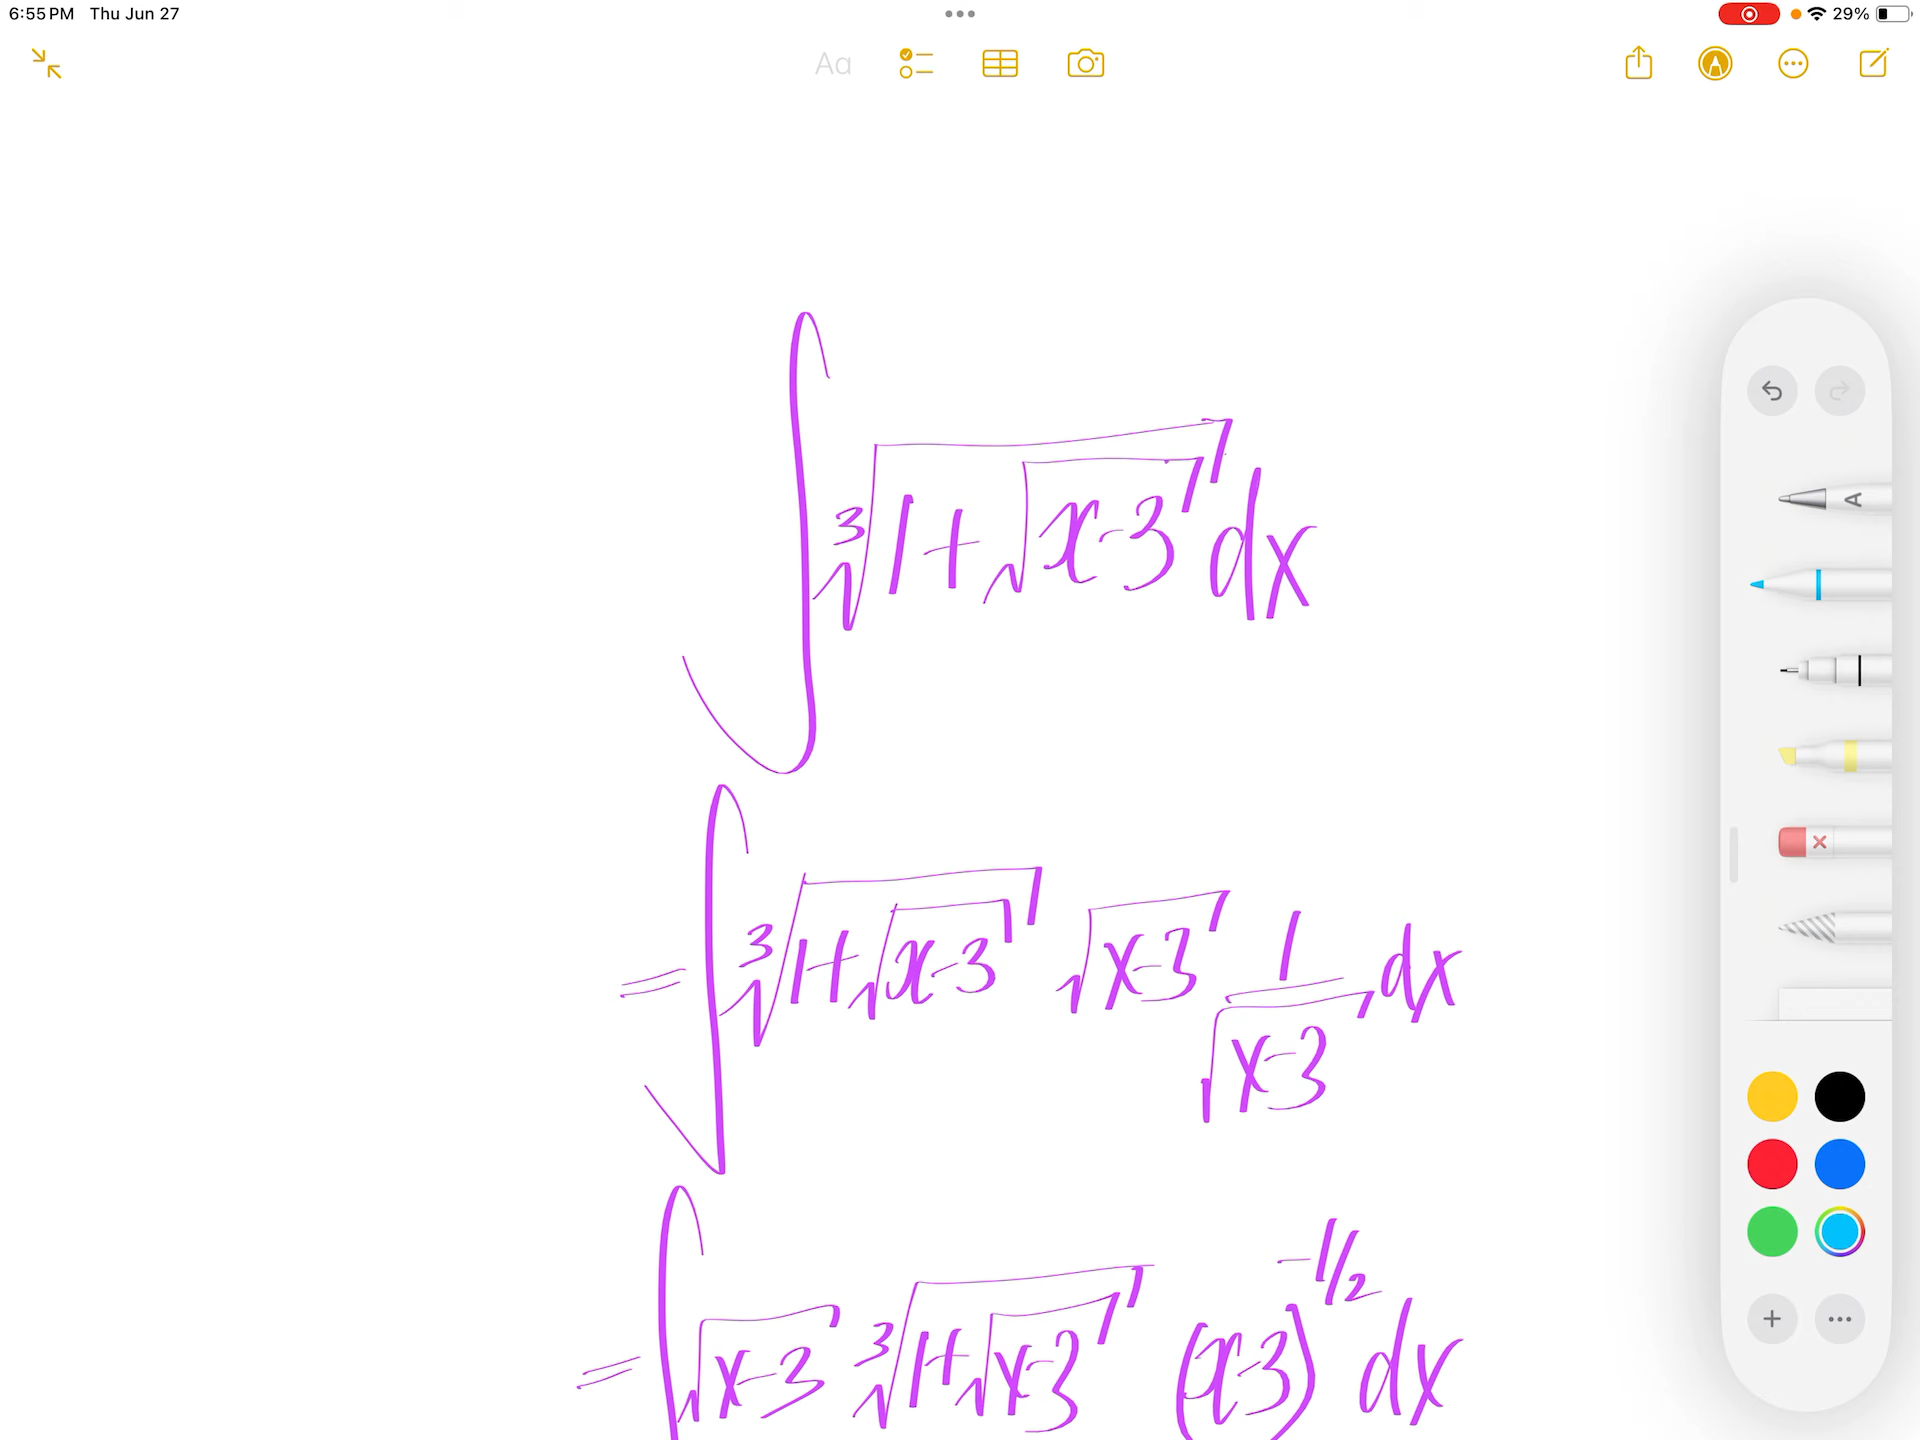 6:55 PM Thu Jun 27 29%
Aa
∫ ∛(1+√(x-3)) dx
= ∫ ∛(1+√(x-3)) √(x-3) 1/√(x-3) dx
= ∫ √(x-3) ∛(1+√(x-3)) (x-3)^(-1/2) dx
A